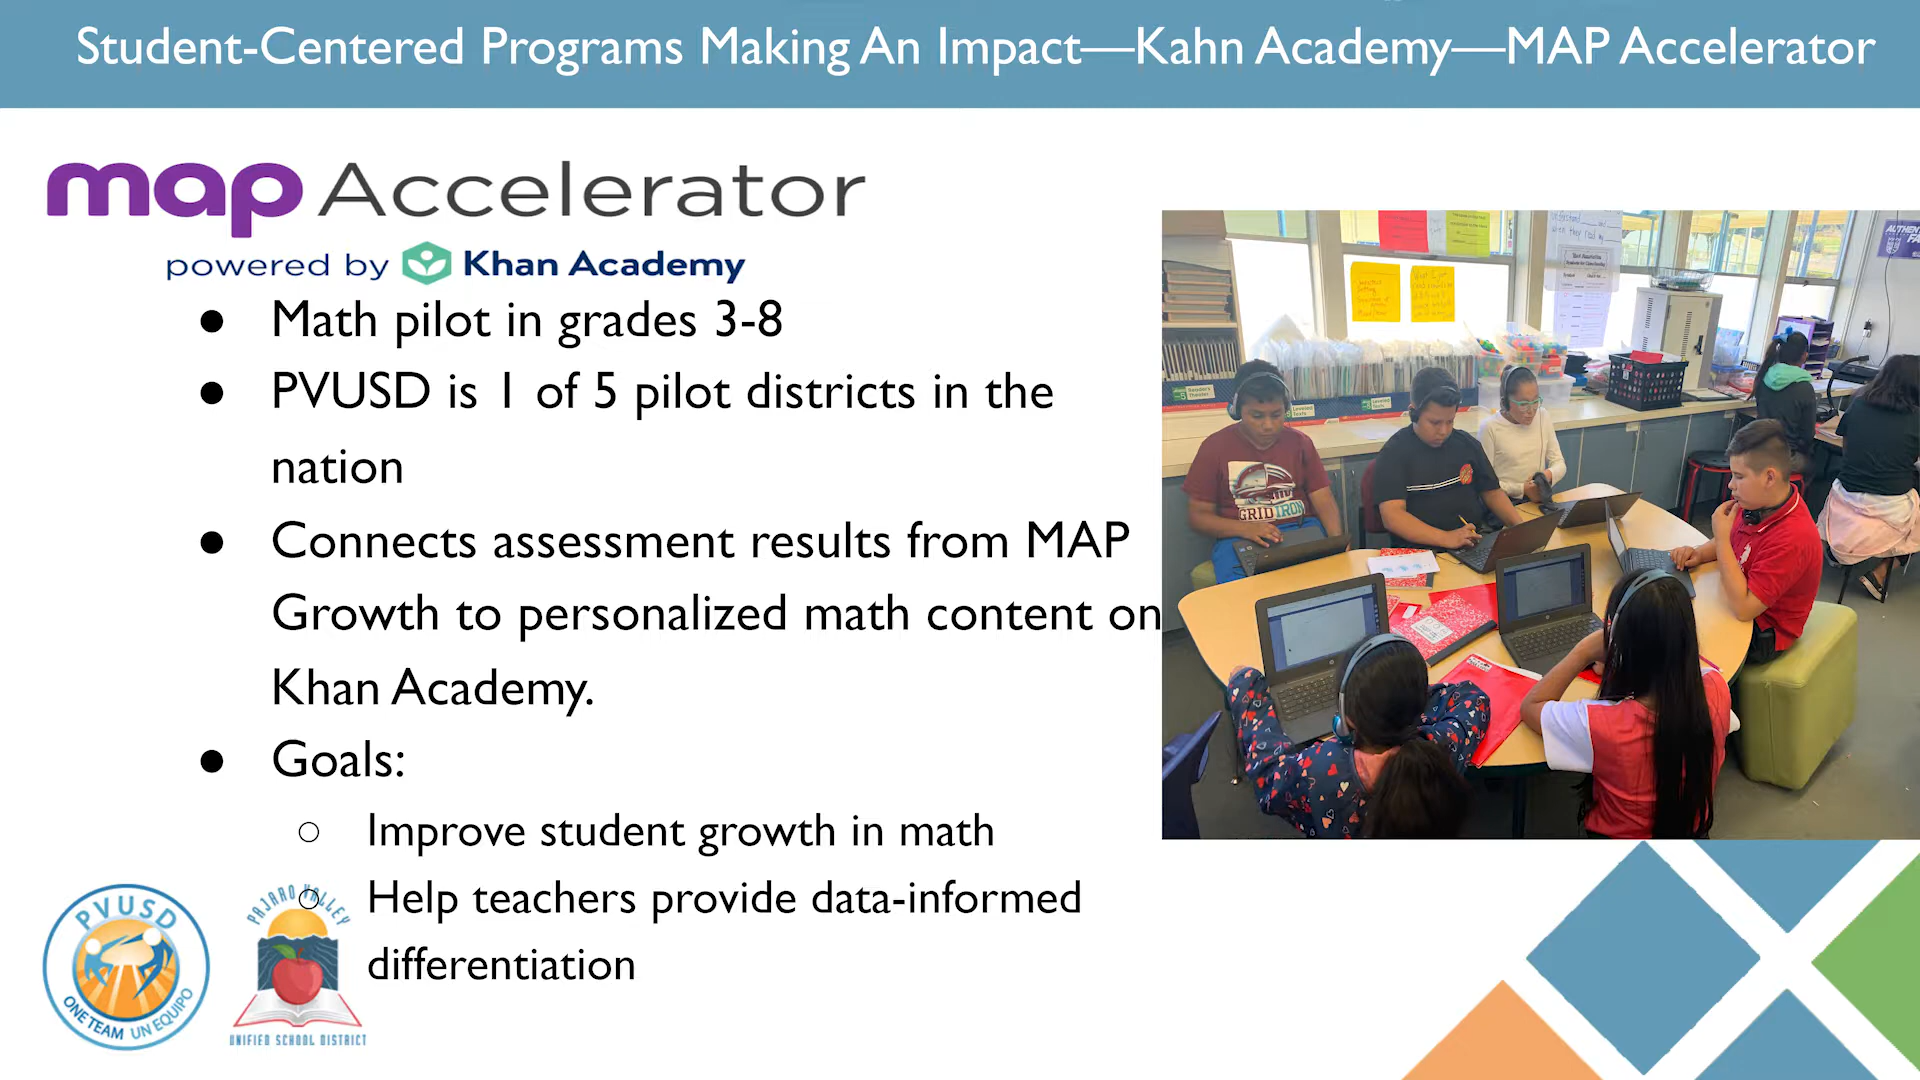 Student-Centered Programs Making An Impact—Kahn Academy—MAP Accelerator
map Accelerator
powered by Khan Academy
● Math pilot in grades 3-8
● PVUSD is 1 of 5 pilot districts in the
nation
● Connects assessment results from MAP
Growth to personalized math content on
Khan Academy.
● Goals:
○ Improve student growth in math
○ Help teachers provide data-informed
differentiation
PVUSD
ONE TEAM UN EQUIPO
PAJARO VALLEY
UNIFIED SCHOOL DISTRICT
GRIDIRON